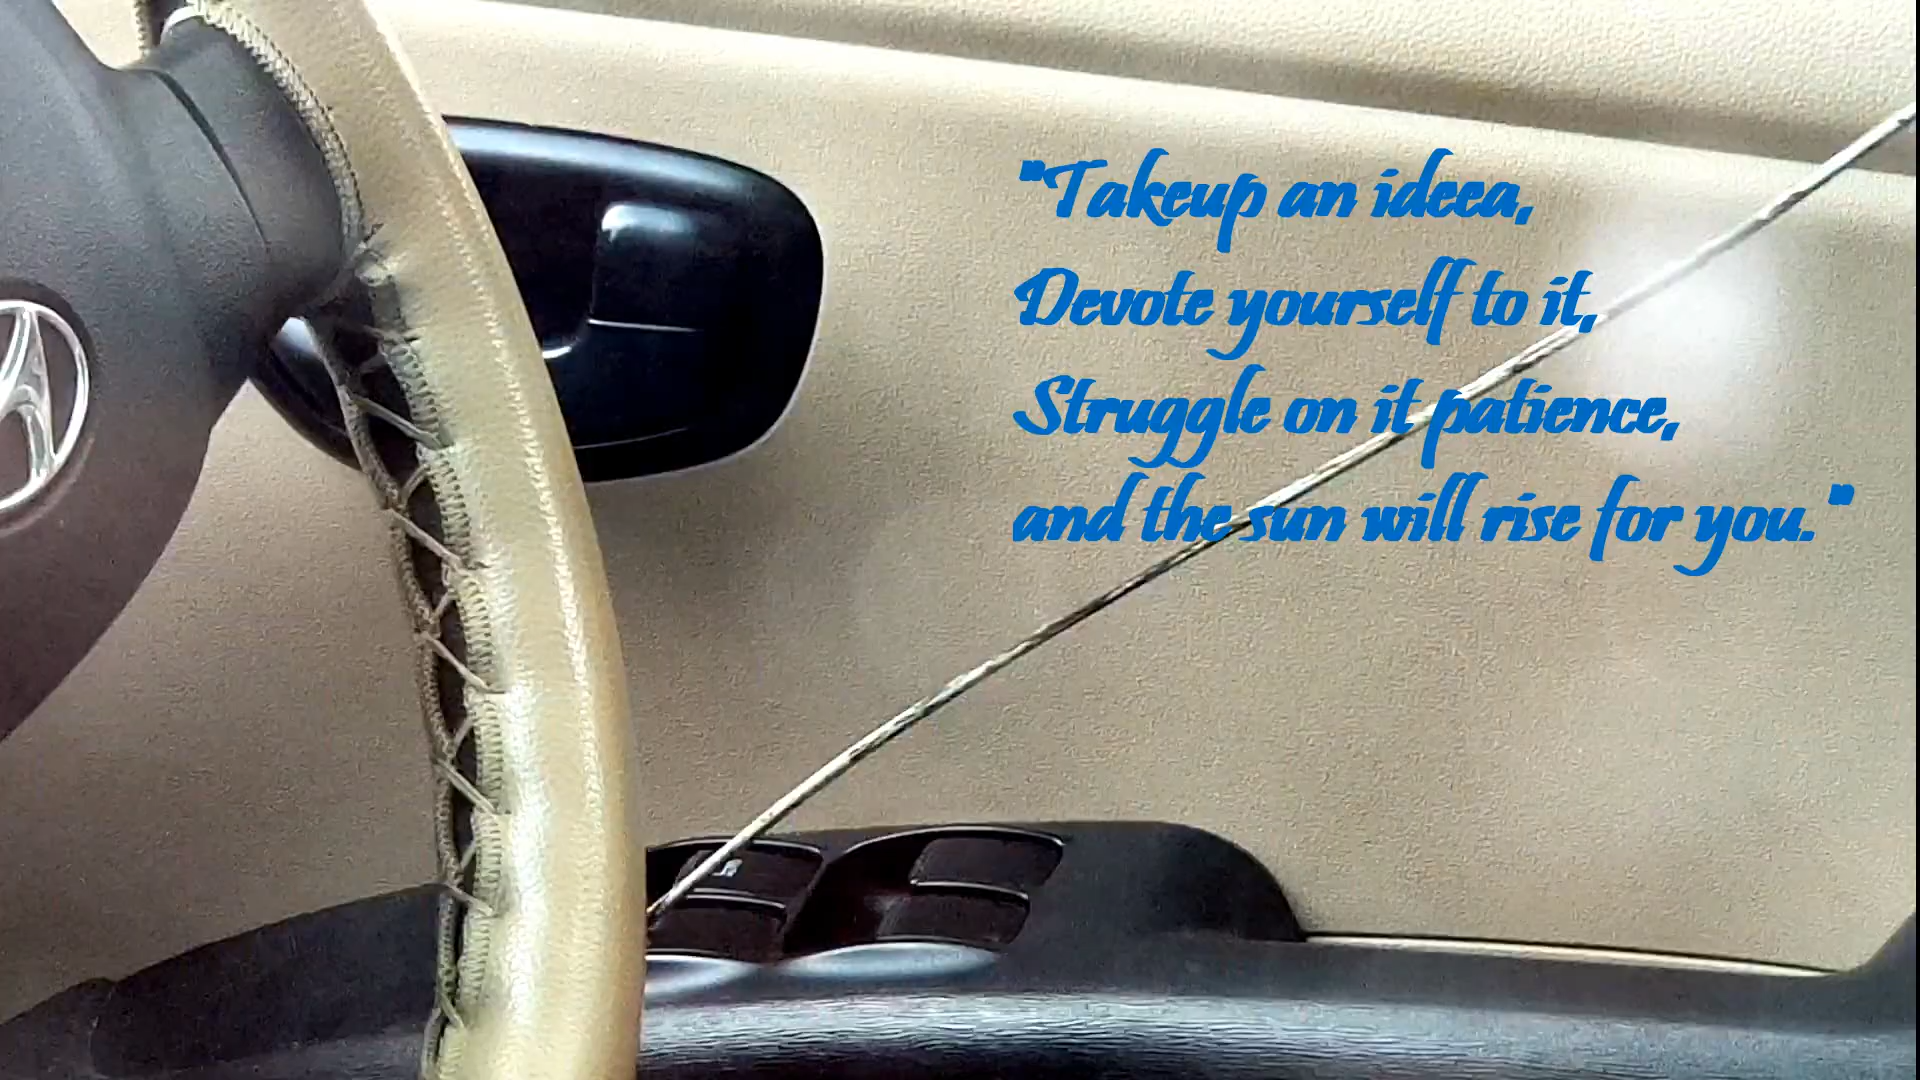 "Takeup an ideea,
Devote yourself to it,
Struggle on it patience,
and the sun will rise for you."